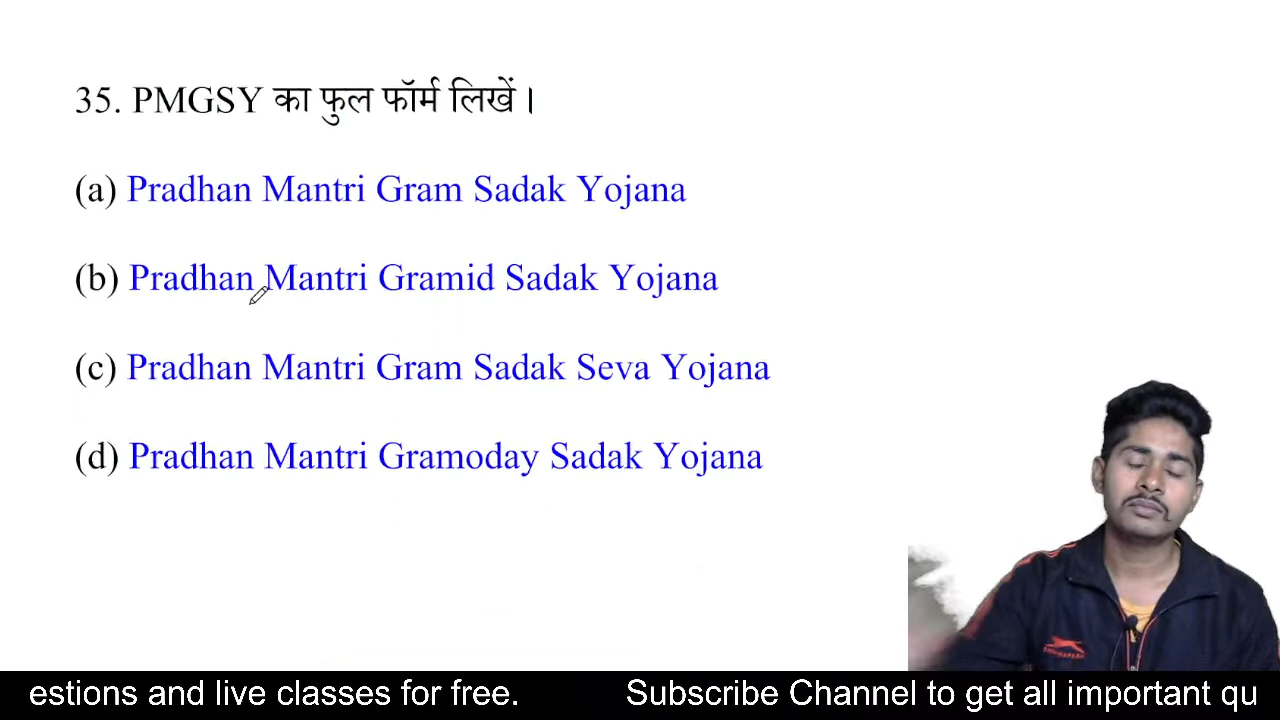 35. PMGSY का फुल फॉर्म लिखें।
(a) Pradhan Mantri Gram Sadak Yojana
(b) Pradhan Mantri Gramid Sadak Yojana
(c) Pradhan Mantri Gram Sadak Seva Yojana
(d) Pradhan Mantri Gramoday Sadak Yojana
estions and live classes for free. Subscribe Channel to get all important qu